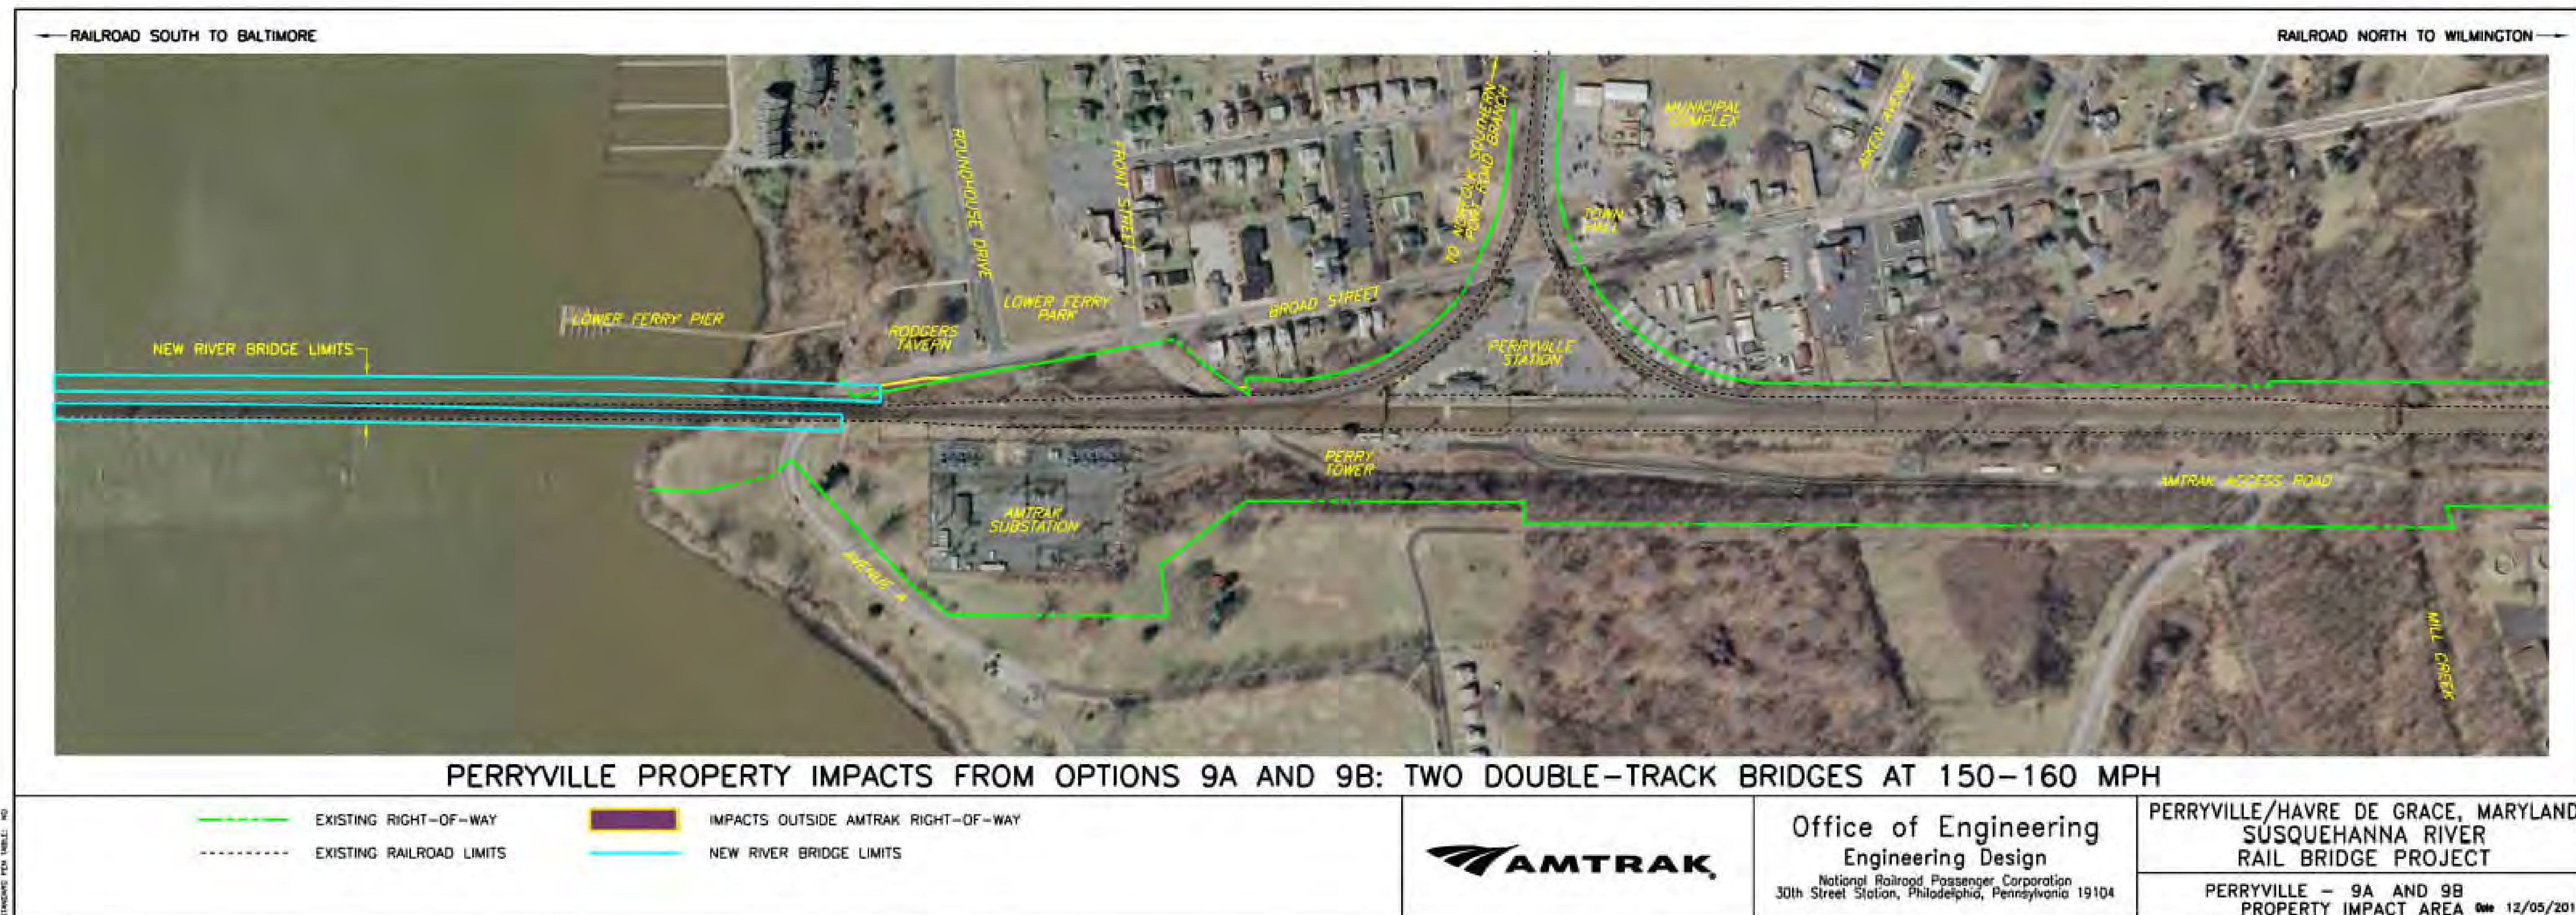 RAILROAD SOUTH TO BALTIMORE
RAILROAD NORTH TO WILMINGTON
ROUNDHOUSE DRIVE
FRONT STREET
TO NORFOLK SOUTHERN
PORT ROAD BRANCH
MUNICIPAL
COMPLEX
AIKEN AVENUE
TOWN
HALL
LOWER FERRY PIER
RODGERS
TAVERN
LOWER FERRY
PARK
BROAD STREET
PERRYVILLE
STATION
NEW RIVER BRIDGE LIMITS
PERRY
TOWER
AMTRAK
SUBSTATION
AMTRAK ACCESS ROAD
AVENUE A
MILL CREEK
PERRYVILLE PROPERTY IMPACTS FROM OPTIONS 9A AND 9B: TWO DOUBLE-TRACK BRIDGES AT 150-160 MPH
EXISTING RIGHT-OF-WAY
EXISTING RAILROAD LIMITS
IMPACTS OUTSIDE AMTRAK RIGHT-OF-WAY
NEW RIVER BRIDGE LIMITS
AMTRAK
Office of Engineering
Engineering Design
National Railroad Passenger Corporation
30th Street Station, Philadelphia, Pennsylvania 19104
PERRYVILLE/HAVRE DE GRACE, MARYLAND
SUSQUEHANNA RIVER
RAIL BRIDGE PROJECT
PERRYVILLE - 9A AND 9B
PROPERTY IMPACT AREA Date 12/05/201